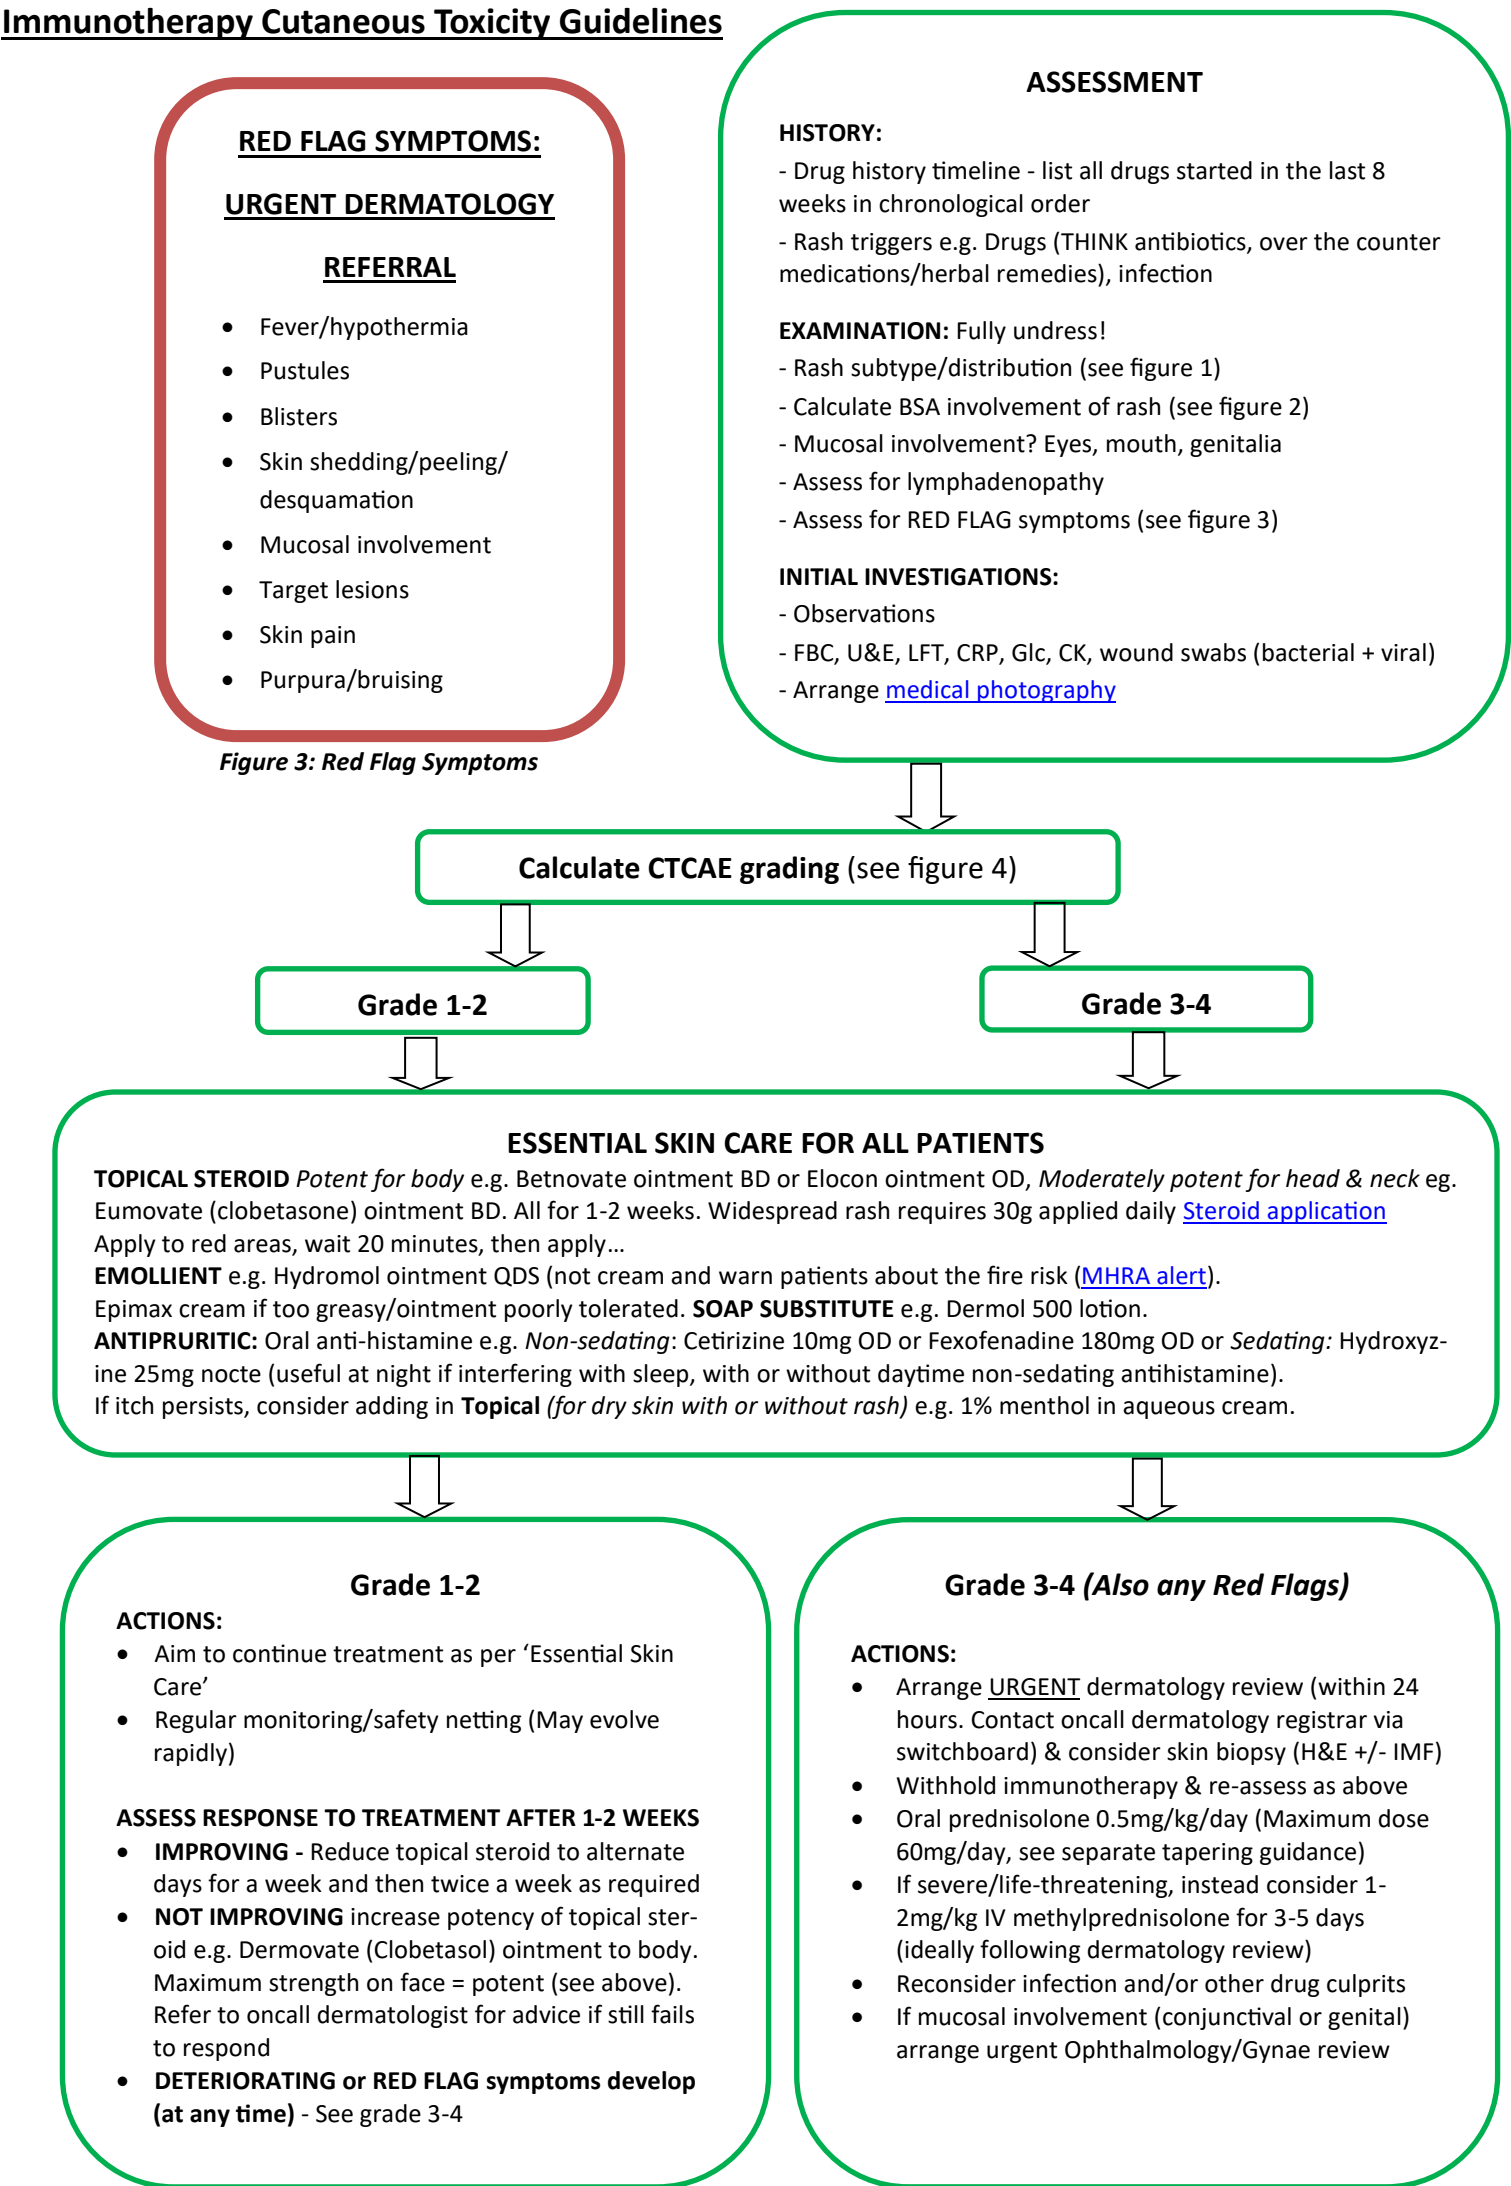 Immunotherapy Cutaneous Toxicity Guidelines
RED FLAG SYMPTOMS:
URGENT DERMATOLOGY
REFERRAL
• Fever/hypothermia
• Pustules
• Blisters
• Skin shedding/peeling/
desquamation
• Mucosal involvement
• Target lesions
• Skin pain
• Purpura/bruising
Figure 3: Red Flag Symptoms
ASSESSMENT
HISTORY:
- Drug history timeline - list all drugs started in the last 8
weeks in chronological order
- Rash triggers e.g. Drugs (THINK antibiotics, over the counter
medications/herbal remedies), infection
EXAMINATION: Fully undress!
- Rash subtype/distribution (see figure 1)
- Calculate BSA involvement of rash (see figure 2)
- Mucosal involvement? Eyes, mouth, genitalia
- Assess for lymphadenopathy
- Assess for RED FLAG symptoms (see figure 3)
INITIAL INVESTIGATIONS:
- Observations
- FBC, U&E, LFT, CRP, Glc, CK, wound swabs (bacterial + viral)
- Arrange medical photography
Calculate CTCAE grading (see figure 4)
Grade 1-2
Grade 3-4
ESSENTIAL SKIN CARE FOR ALL PATIENTS
TOPICAL STEROID Potent for body e.g. Betnovate ointment BD or Elocon ointment OD, Moderately potent for head & neck eg.
Eumovate (clobetasone) ointment BD. All for 1-2 weeks. Widespread rash requires 30g applied daily Steroid application
Apply to red areas, wait 20 minutes, then apply…
EMOLLIENT e.g. Hydromol ointment QDS (not cream and warn patients about the fire risk (MHRA alert).
Epimax cream if too greasy/ointment poorly tolerated. SOAP SUBSTITUTE e.g. Dermol 500 lotion.
ANTIPRURITIC: Oral anti-histamine e.g. Non-sedating: Cetirizine 10mg OD or Fexofenadine 180mg OD or Sedating: Hydroxyz-
ine 25mg nocte (useful at night if interfering with sleep, with or without daytime non-sedating antihistamine).
If itch persists, consider adding in Topical (for dry skin with or without rash) e.g. 1% menthol in aqueous cream.
Grade 1-2
ACTIONS:
• Aim to continue treatment as per ‘Essential Skin
Care’
• Regular monitoring/safety netting (May evolve
rapidly)
ASSESS RESPONSE TO TREATMENT AFTER 1-2 WEEKS
• IMPROVING - Reduce topical steroid to alternate
days for a week and then twice a week as required
• NOT IMPROVING increase potency of topical ster-
oid e.g. Dermovate (Clobetasol) ointment to body.
Maximum strength on face = potent (see above).
Refer to oncall dermatologist for advice if still fails
to respond
• DETERIORATING or RED FLAG symptoms develop
(at any time) - See grade 3-4
Grade 3-4 (Also any Red Flags)
ACTIONS:
• Arrange URGENT dermatology review (within 24
hours. Contact oncall dermatology registrar via
switchboard) & consider skin biopsy (H&E +/- IMF)
• Withhold immunotherapy & re-assess as above
• Oral prednisolone 0.5mg/kg/day (Maximum dose
60mg/day, see separate tapering guidance)
• If severe/life-threatening, instead consider 1-
2mg/kg IV methylprednisolone for 3-5 days
(ideally following dermatology review)
• Reconsider infection and/or other drug culprits
• If mucosal involvement (conjunctival or genital)
arrange urgent Ophthalmology/Gynae review